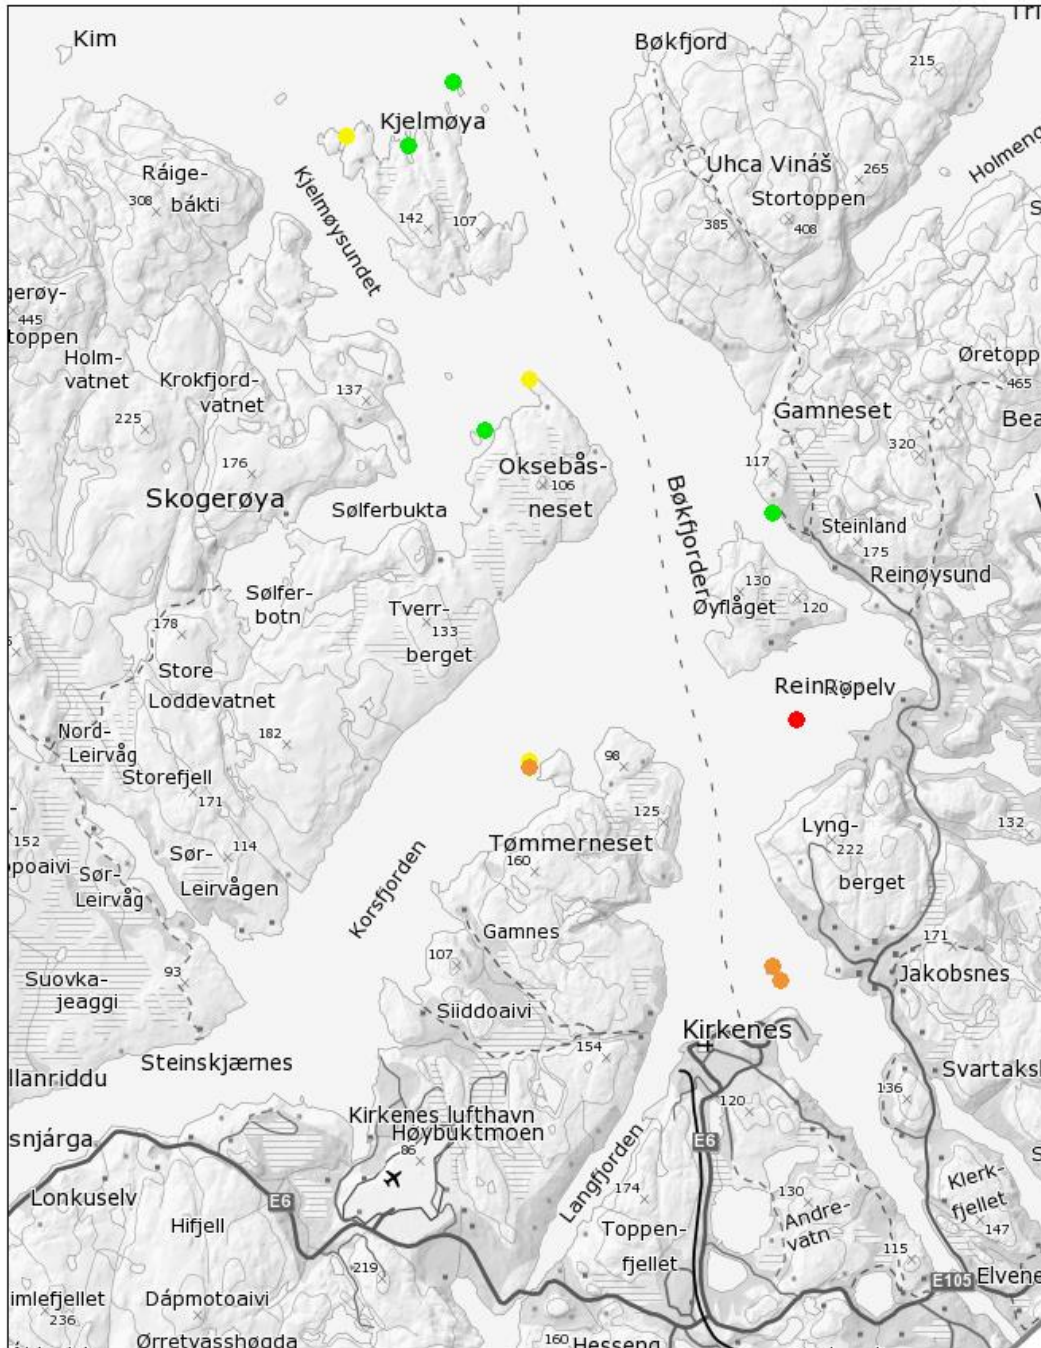 Kim
Bøkfjord
215
Kjelmøya
Holmeng
Uhca Vináš
265
Ráige-
bákti
308
Kjelmøysundet
Stortoppen
142
107
385
408
gerøy-
445
toppen
Holm-
vatnet
Krokfjord-
vatnet
137
225
Øretopp
465
Gamneset
Bea
320
176
117
Oksebås-
neset
106
Skogerøya
Sølferbukta
Bøkfjorden
Steinland
175
Reinøysund
Sølfer-
botn
130
120
Øyflåget
Tverr-
133
berget
178
Store
Loddevatnet
Ropelv
182
Nord-
Leirvåg
Storefjell
171
98
125
132
152
Lyng-
222
berget
Tømmerneset
160
Sør-
114
Leirvågen
Sør-
Leirvåg
Korsfjorden
Gamnes
171
107
93
Suovka-
jeaggi
Jakobsnes
Siiddoaivi
Kirkenes
154
Steinskjærnes
llanriddu
Svartaksl
136
120
Kirkenes lufthavn
Høybuktmoen
86
snjárga
E6
Langfjorden
Lonkuselv
E6
Hifjell
174
130
Andre-
vatn
Klerk-
fjellet
147
Toppen-
fjellet
115
219
E105
Elvene
imlefjellet
236
Dápmotoaivi
Ørretvasshøgda
160
Hesseng